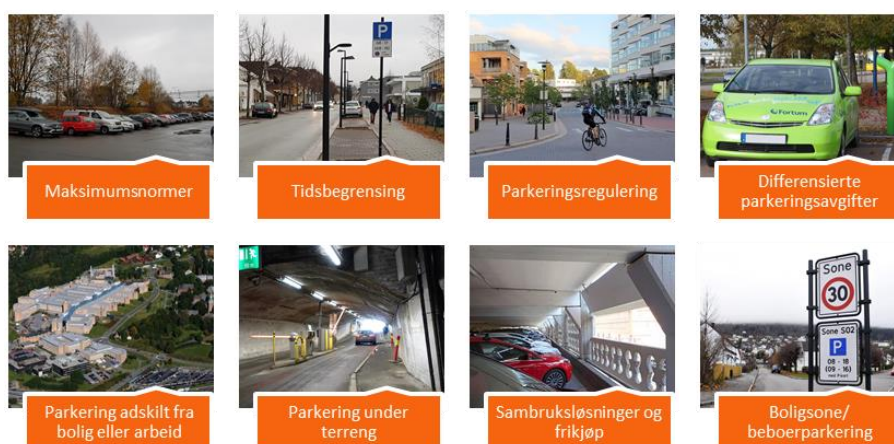 P
Fortum
Maksimumsnormer
Tidsbegrensing
Parkeringsregulering
Differensierte
parkeringsavgifter
Sone
30
Sone S02
P
08 - 18
(09 - 16)
Parkering adskilt fra
bolig eller arbeid
Parkering under
terreng
Sambruksløsninger og
frikjøp
Boligsone/
beboerparkering